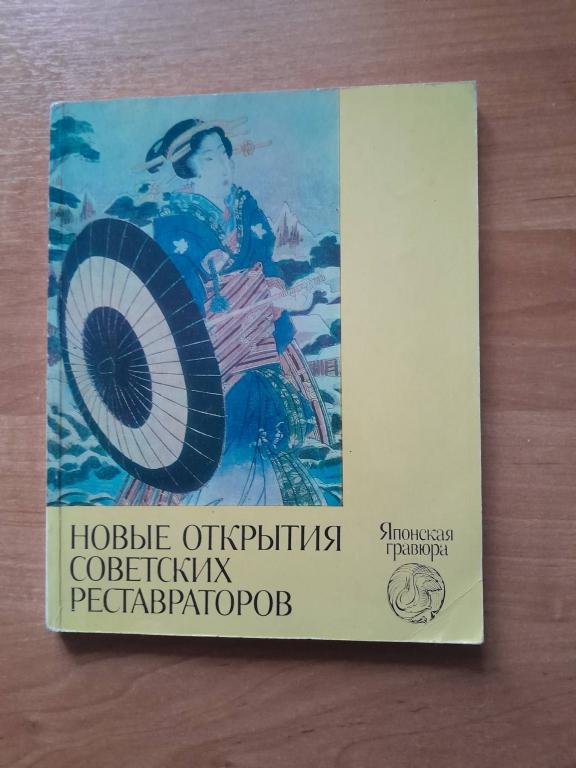 НОВЫЕ ОТКРЫТИЯ
СОВЕТСКИХ
РЕСТАВРАТОРОВ
Японская
гравюра